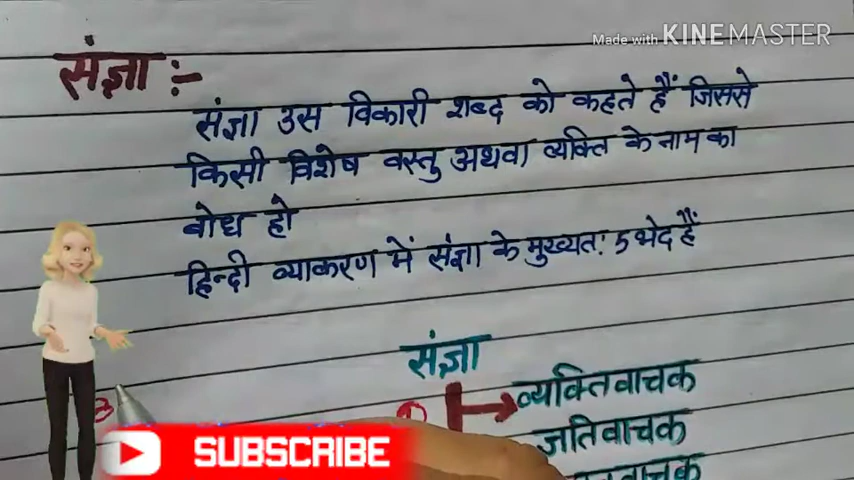 Made with KINEMASTER
संज्ञा :-
संज्ञा उस विकारी शब्द को कहते हैं जिससे
किसी विशेष वस्तु अथवा व्यक्ति के नाम का
बोध हो
हिन्दी व्याकरण में संज्ञा के मुख्यत: 5 भेद हैं
संज्ञा
व्यक्तिवाचक
जतिवाचक
SUBSCRIBE